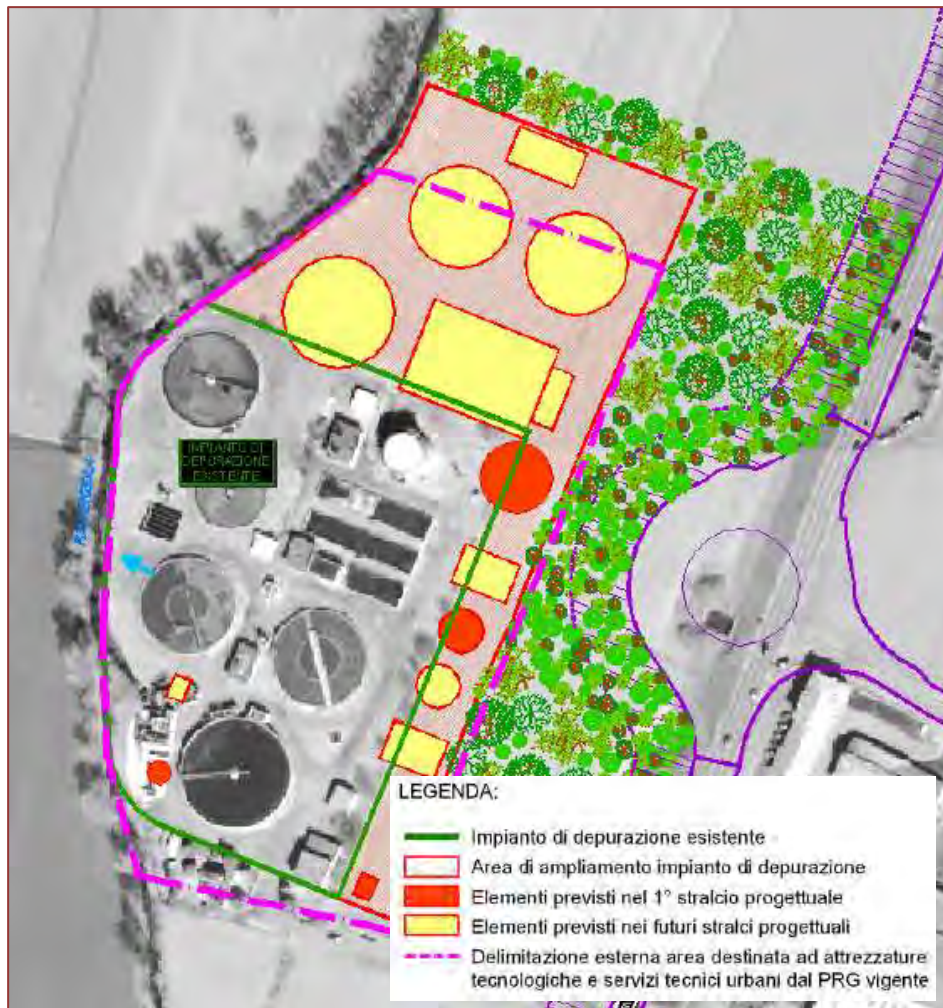 IMPIANTO DI
DEPURAZIONE
ESISTENTE
LEGENDA:
Impianto di depurazione esistente
Area di ampliamento impianto di depurazione
Elementi previsti nel 1° stralcio progettuale
Elementi previsti nei futuri stralci progettuali
Delimitazione esterna area destinata ad attrezzature
tecnologiche e servizi tecnici urbani dal PRG vigente